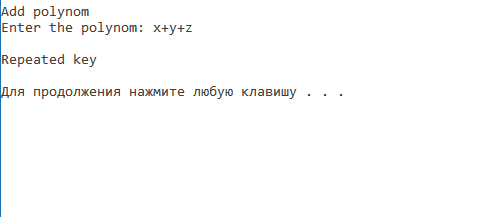 Add polynom
Enter the polynom: x+y+z
Repeated key
Для продолжения нажмите любую клавишу . . .